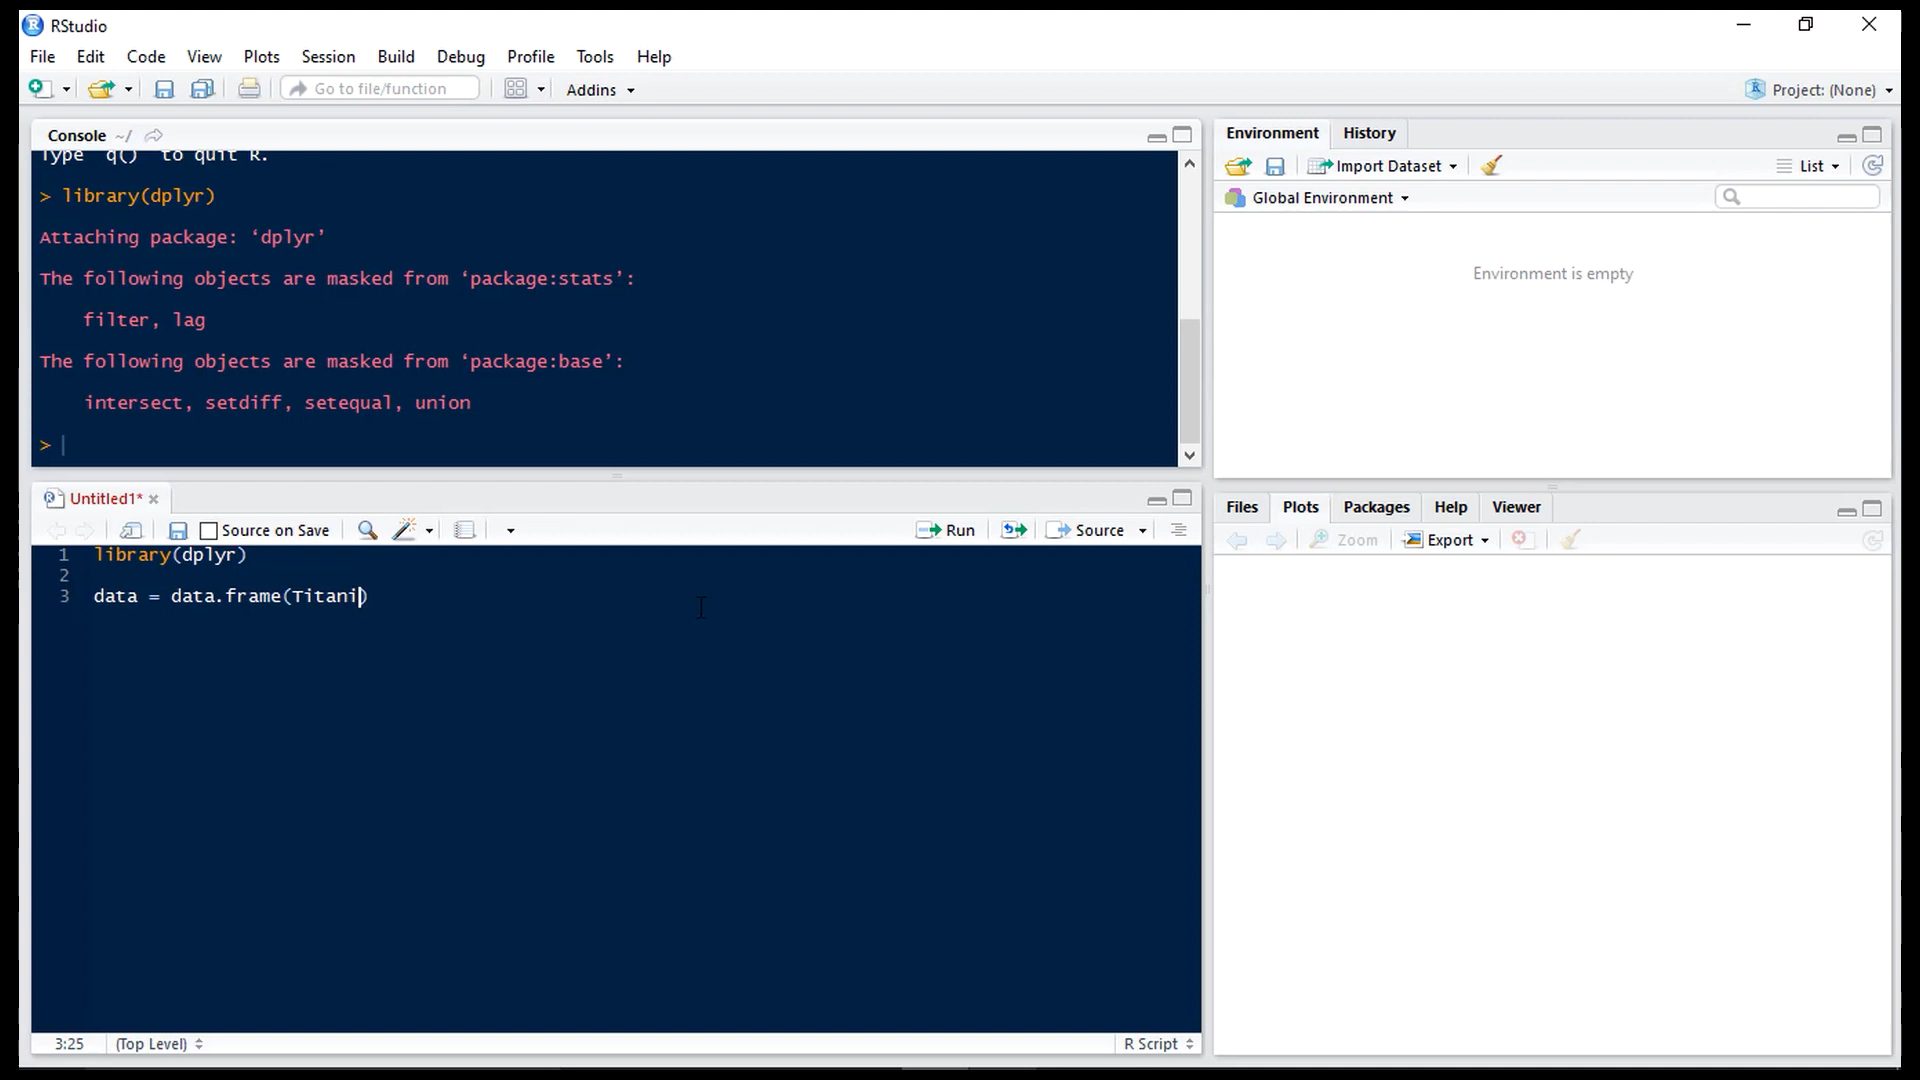 RStudio
File Edit Code View Plots Session Build Debug Profile Tools Help
Go to file/function Addins Project: (None)
Console ~/
Type 'q()' to quit R.
> library(dplyr)
Attaching package: ‘dplyr’
The following objects are masked from ‘package:stats’:
filter, lag
The following objects are masked from ‘package:base’:
intersect, setdiff, setequal, union
>
Environment History
Import Dataset List
Global Environment
Environment is empty
Untitled1*
Source on Save Run Source
1 library(dplyr)
2
3 data = data.frame(Titani)
3:25 (Top Level) R Script
Files Plots Packages Help Viewer
Zoom Export